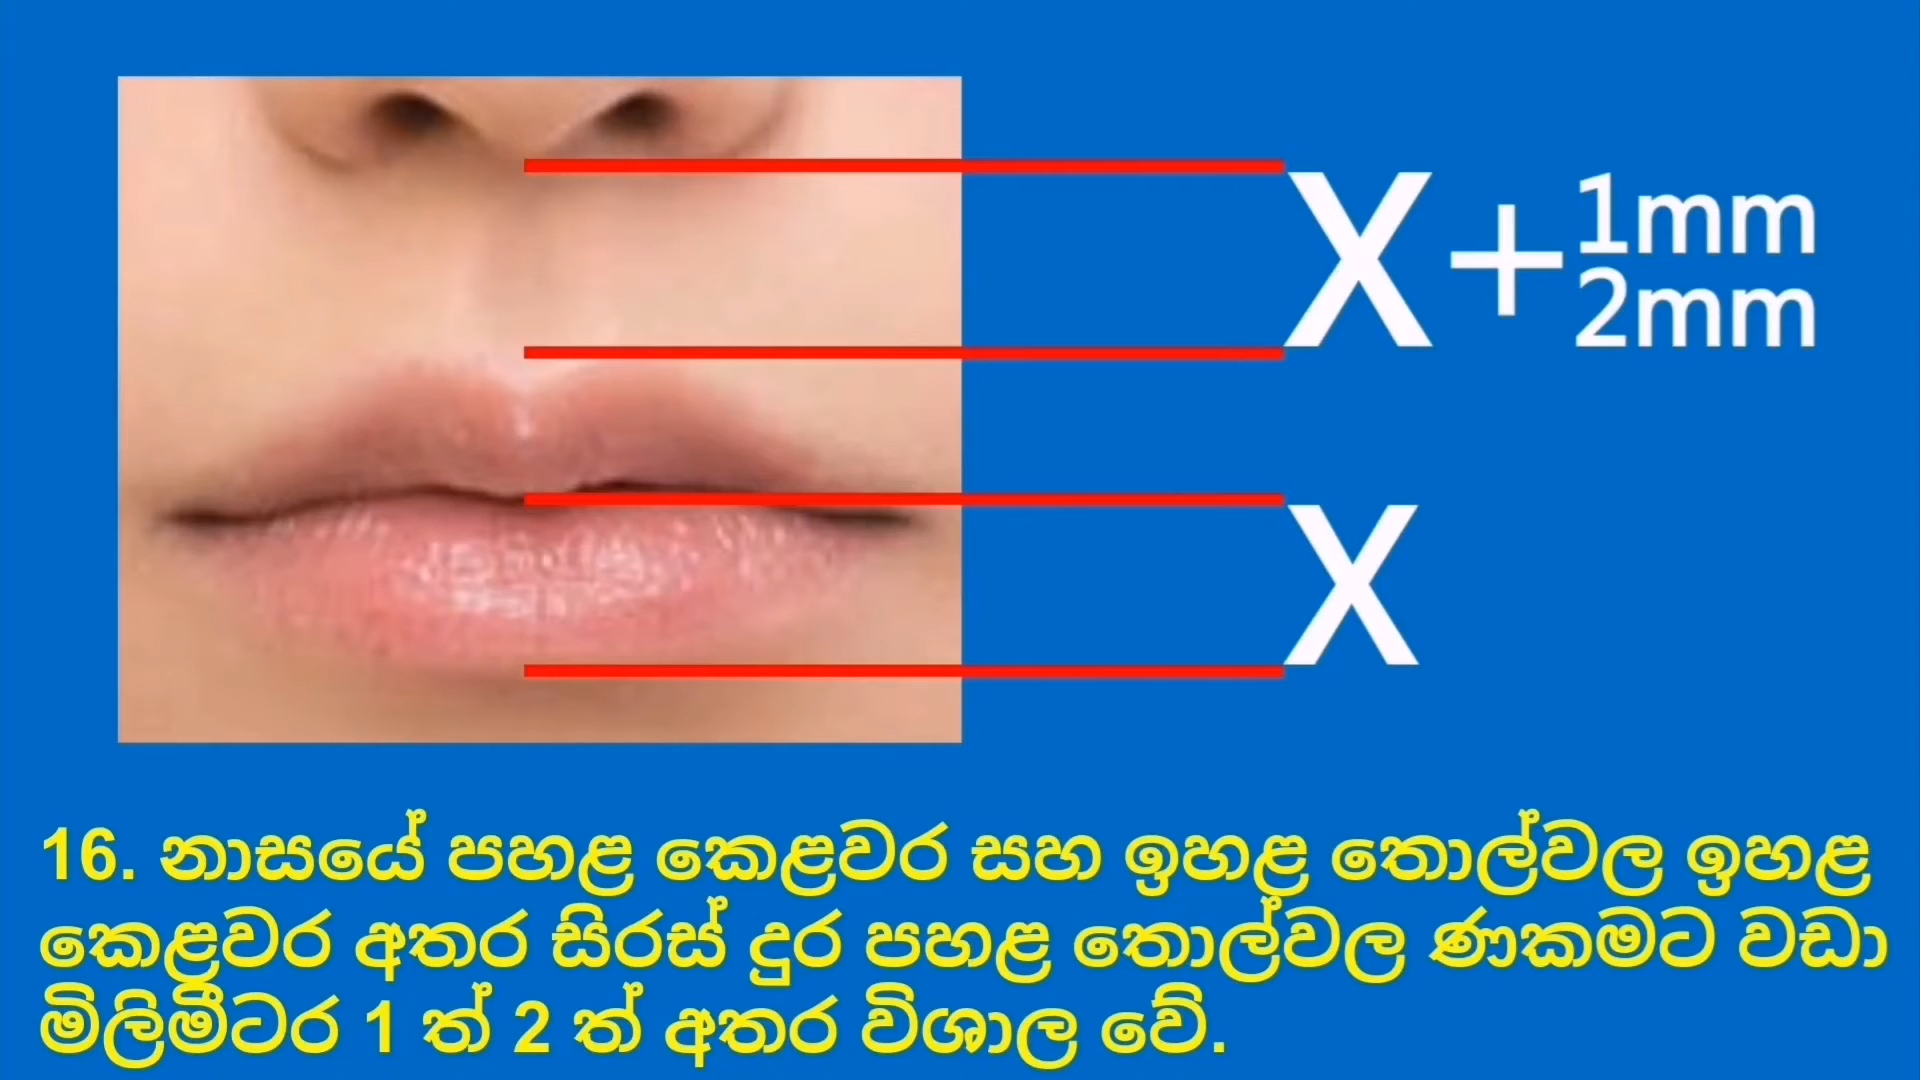 X+1mm
2mm
X
16. නාසයේ පහළ කෙළවර සහ ඉහළ තොල්වල ඉහළ
කෙළවර අතර සිරස් දුර පහළ තොල්වල ඝණකමට වඩා
මිලිමීටර 1 ත් 2 ත් අතර විශාල වේ.